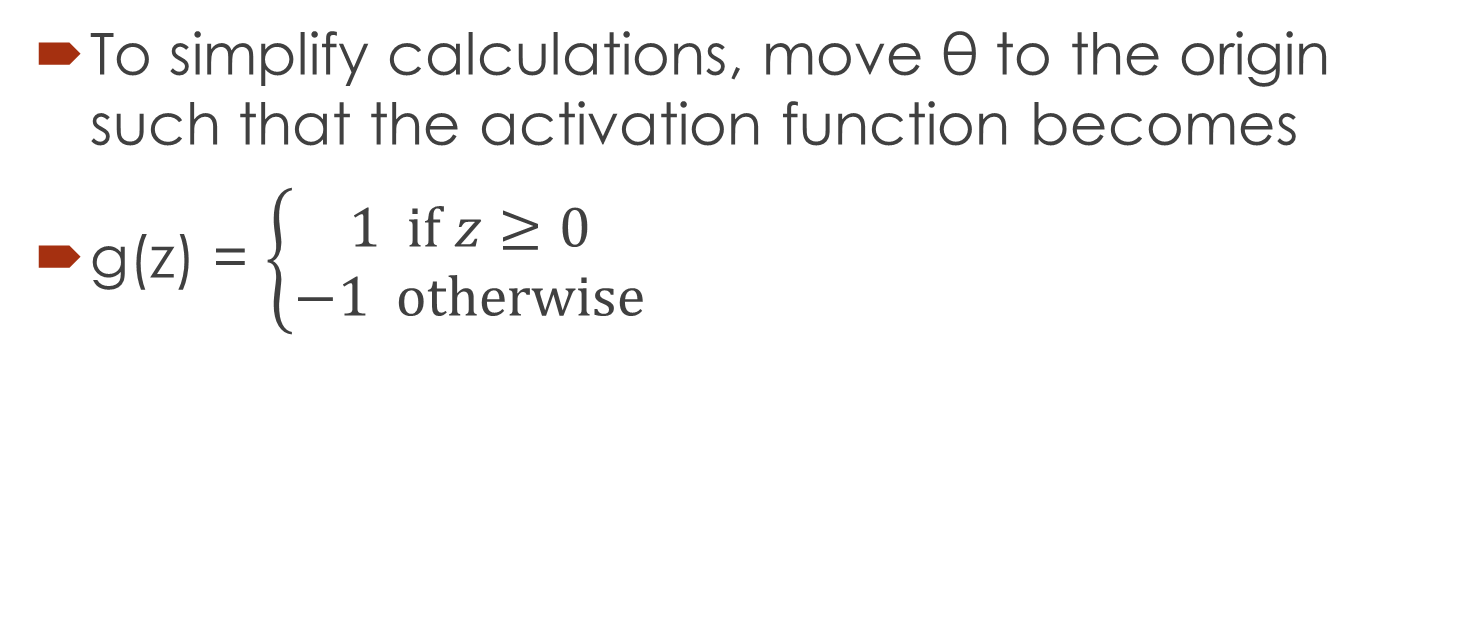 To simplify calculations, move θ to the origin
such that the activation function becomes
g(z) = { 1 if z ≥ 0
−1 otherwise